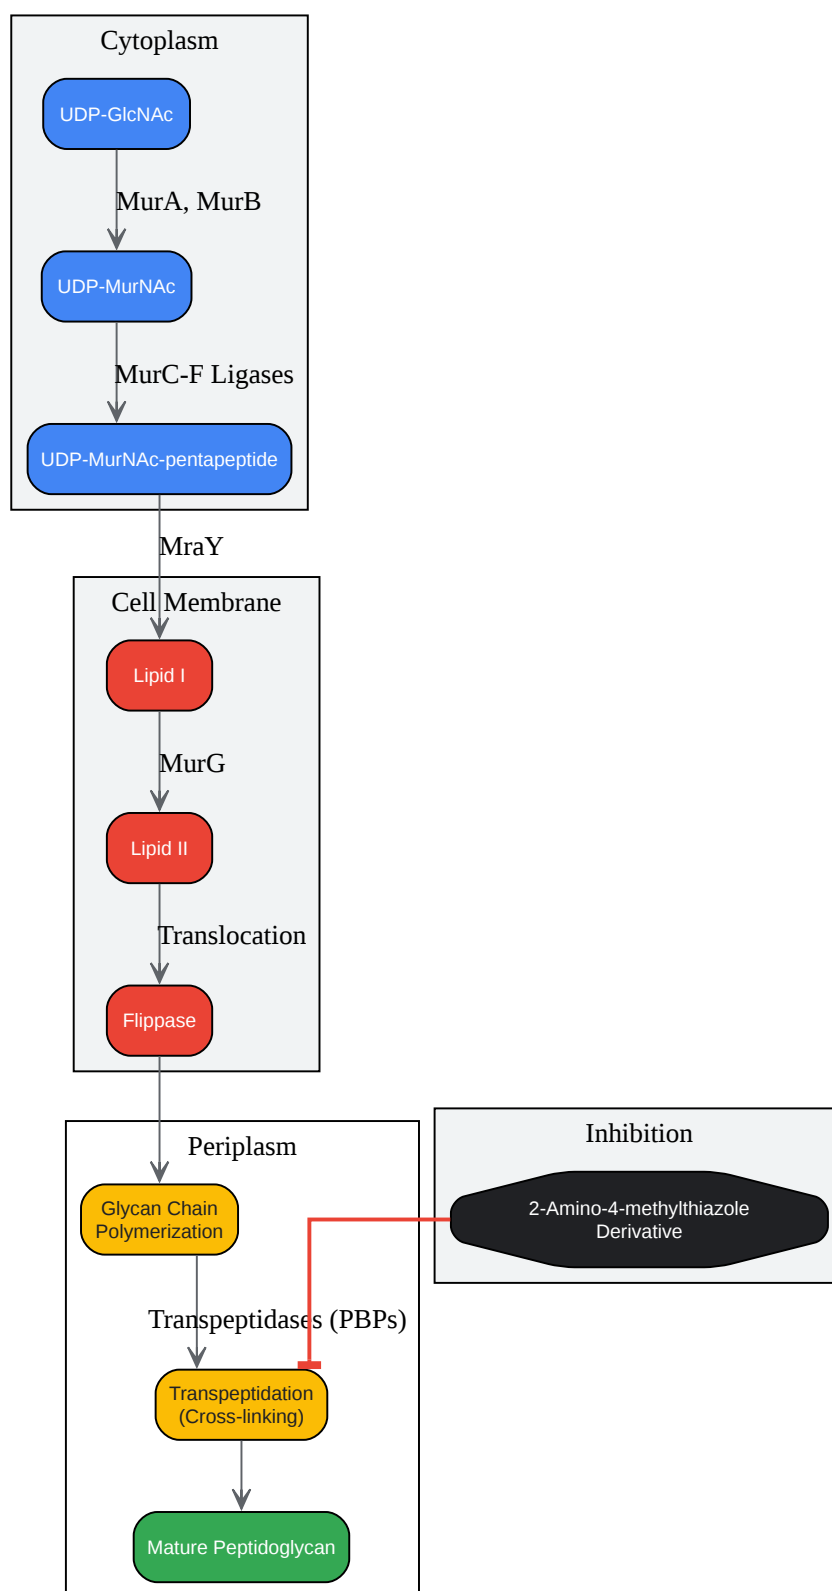 Cytoplasm
UDP-GlcNAc
MurA, MurB
UDP-MurNAc
MurC-F Ligases
UDP-MurNAc-pentapeptide
MraY
Cell Membrane
Lipid I
MurG
Lipid II
Translocation
Flippase
Periplasm
Inhibition
Glycan Chain
Polymerization
2-Amino-4-methylthiazole
Derivative
Transpeptidases (PBPs)
Transpeptidation
(Cross-linking)
Mature Peptidoglycan